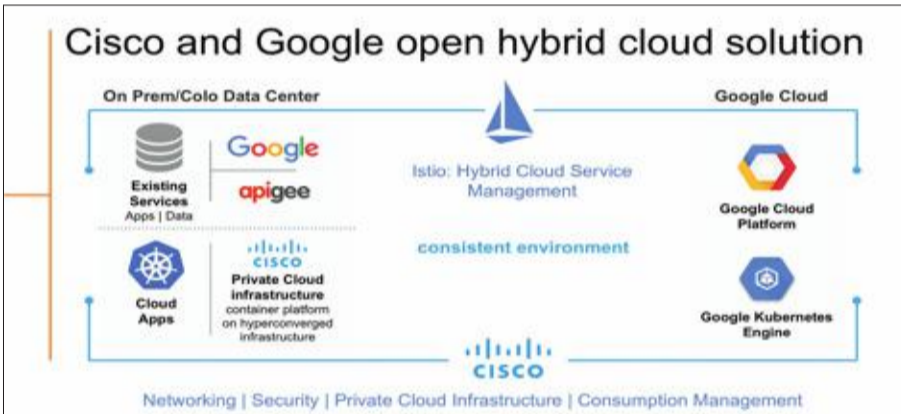 Cisco and Google open hybrid cloud solution
On Prem/Colo Data Center
Google Cloud
Existing
Services
Apps | Data
Google
apigee
Cloud
Apps
CISCO
Private Cloud
infrastructure
container platform
on hyperconverged
infrastructure
Istio: Hybrid Cloud Service
Management
consistent environment
Google Cloud
Platform
Google Kubernetes
Engine
CISCO
Networking | Security | Private Cloud Infrastructure | Consumption Management